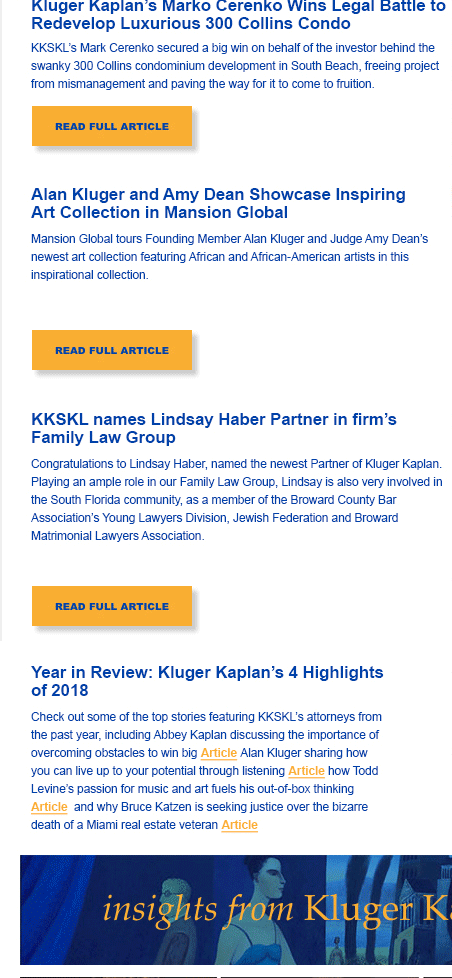 Kluger Kaplan’s Marko Cerenko Wins Legal Battle to
Redevelop Luxurious 300 Collins Condo
KKSKL’s Mark Cerenko secured a big win on behalf of the investor behind the
swanky 300 Collins condominium development in South Beach, freeing project
from mismanagement and paving the way for it to come to fruition.
READ FULL ARTICLE
Alan Kluger and Amy Dean Showcase Inspiring
Art Collection in Mansion Global
Mansion Global tours Founding Member Alan Kluger and Judge Amy Dean’s
newest art collection featuring African and African-American artists in this
inspirational collection.
READ FULL ARTICLE
KKSKL names Lindsay Haber Partner in firm’s
Family Law Group
Congratulations to Lindsay Haber, named the newest Partner of Kluger Kaplan.
Playing an ample role in our Family Law Group, Lindsay is also very involved in
the South Florida community, as a member of the Broward County Bar
Association’s Young Lawyers Division, Jewish Federation and Broward
Matrimonial Lawyers Association.
READ FULL ARTICLE
Year in Review: Kluger Kaplan’s 4 Highlights
of 2018
Check out some of the top stories featuring KKSKL’s attorneys from
the past year, including Abbey Kaplan discussing the importance of
overcoming obstacles to win big Article Alan Kluger sharing how
you can live up to your potential through listening Article how Todd
Levine’s passion for music and art fuels his out-of-box thinking
Article and why Bruce Katzen is seeking justice over the bizarre
death of a Miami real estate veteran Article
insights from Kluger K